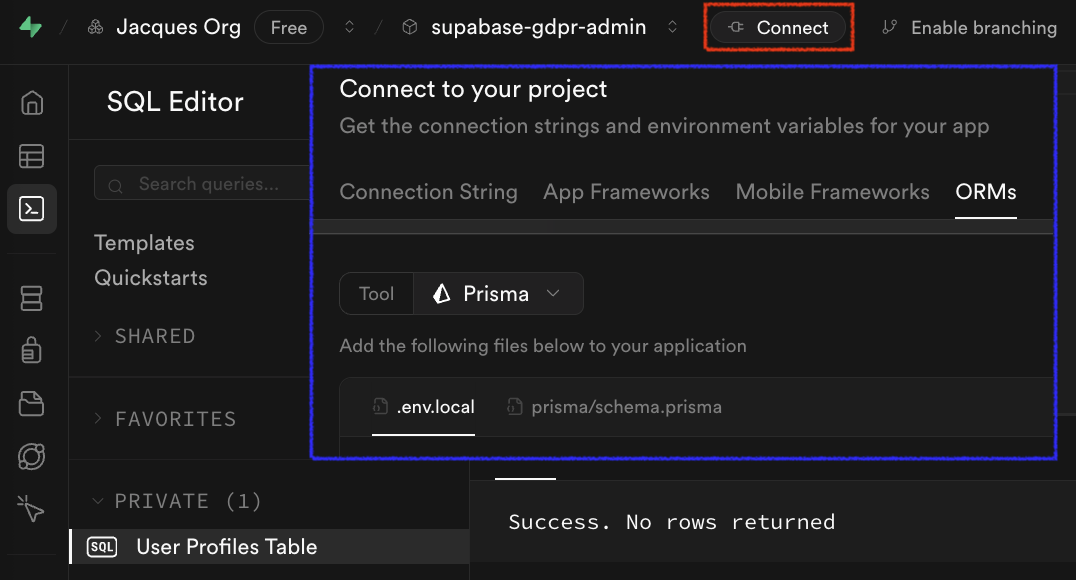 Jacques Org Free supabase-gdpr-admin Connect Enable branching
SQL Editor
Search queries...
Templates
Quickstarts
SHARED
FAVORITES
PRIVATE (1)
SQL User Profiles Table
Connect to your project
Get the connection strings and environment variables for your app
Connection String App Frameworks Mobile Frameworks ORMs
Tool Prisma
Add the following files below to your application
.env.local prisma/schema.prisma
Success. No rows returned